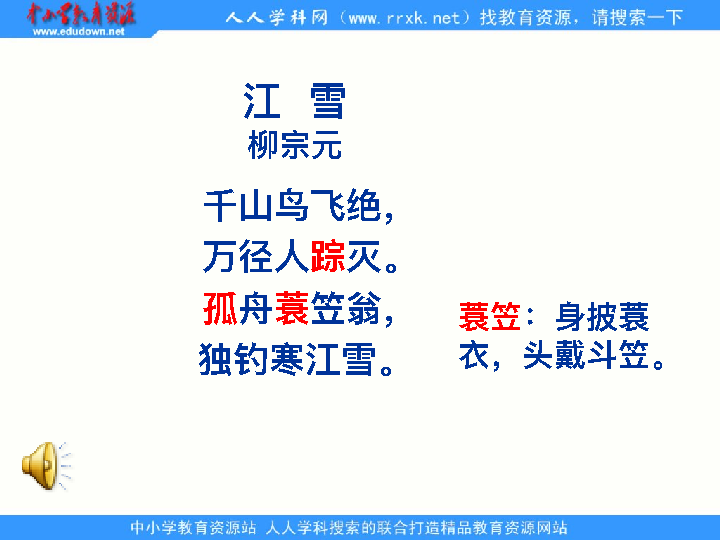 中小学教育资源
www.edudown.net
人人学科网（www.rrxk.net）找教育资源，请搜索一下
江 雪
柳宗元
千山鸟飞绝，
万径人踪灭。
孤舟蓑笠翁，
独钓寒江雪。
蓑笠：身披蓑
衣，头戴斗笠。
中小学教育资源站 人人学科搜索的联合打造精品教育资源网站